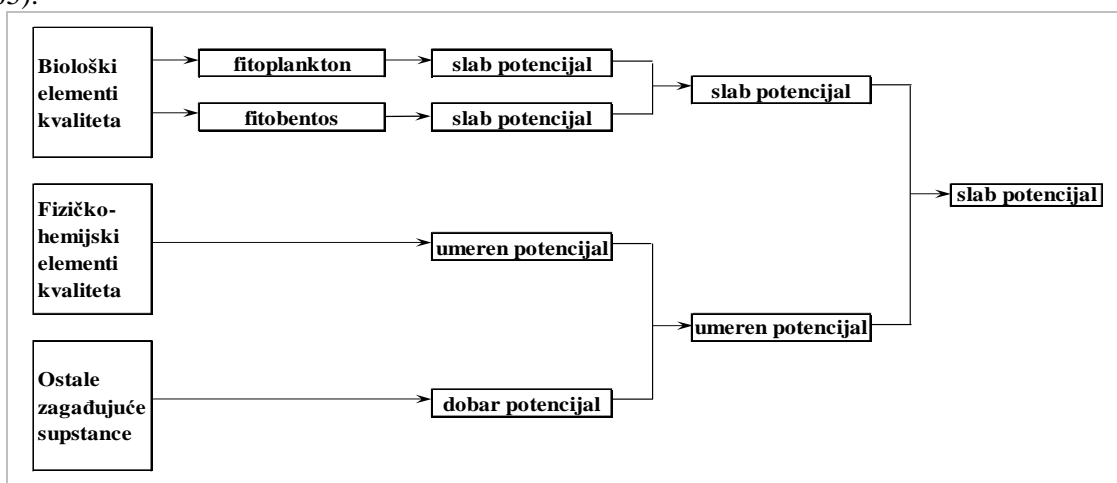 Biološki
elementi
kvaliteta
fitoplankton
slab potencijal
fitobentos
slab potencijal
slab potencijal
slab potencijal
Fizičko-
hemijski
elementi
kvaliteta
umeren potencijal
umeren potencijal
Ostale
zagađujuće
supstance
dobar potencijal